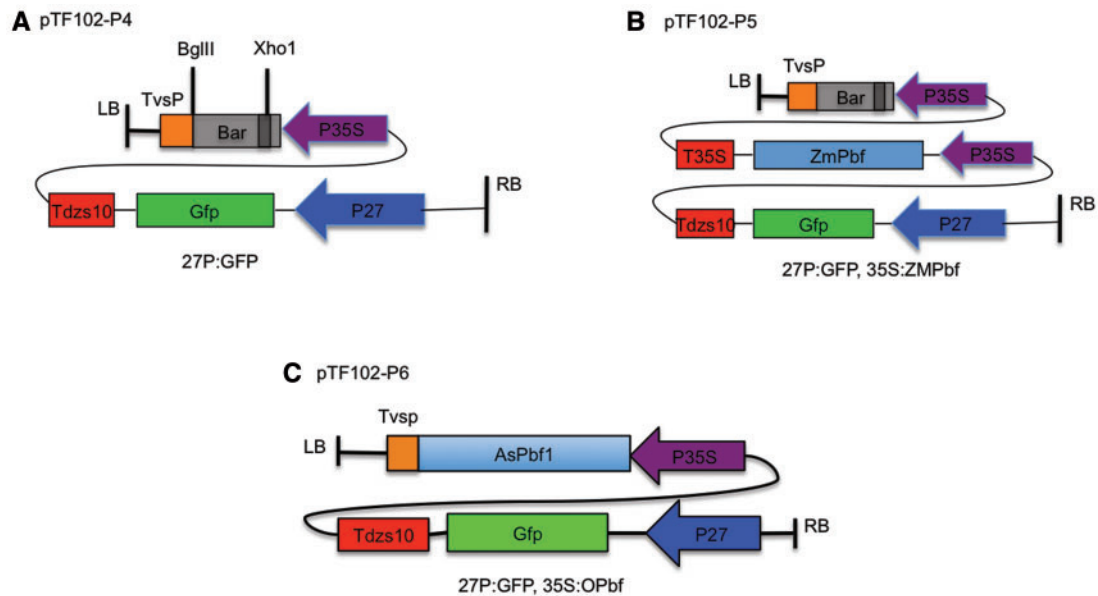 A pTF102-P4
BglII Xho1
LB TvsP Bar P35S
Tdzs10 Gfp P27 RB
27P:GFP
B pTF102-P5
LB TvsP Bar P35S
T35S ZmPbf P35S
Tdzs10 Gfp P27 RB
27P:GFP, 35S:ZMPbf
C pTF102-P6
LB Tvsp AsPbf1 P35S
Tdzs10 Gfp P27 RB
27P:GFP, 35S:OPbf